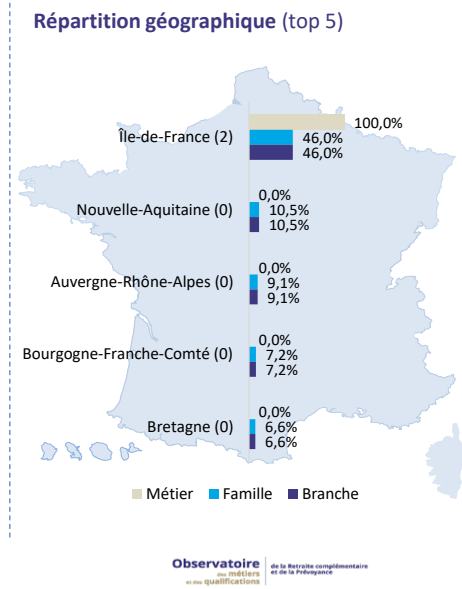 Répartition géographique (top 5)
Île-de-France (2)
100,0%
46,0%
46,0%
Nouvelle-Aquitaine (0)
0,0%
10,5%
10,5%
Auvergne-Rhône-Alpes (0)
0,0%
9,1%
9,1%
Bourgogne-Franche-Comté (0)
0,0%
7,2%
7,2%
Bretagne (0)
0,0%
6,6%
6,6%
Métier Famille Branche
Observatoire
des métiers
et des qualifications
de la Retraite complémentaire
et de la Prévoyance